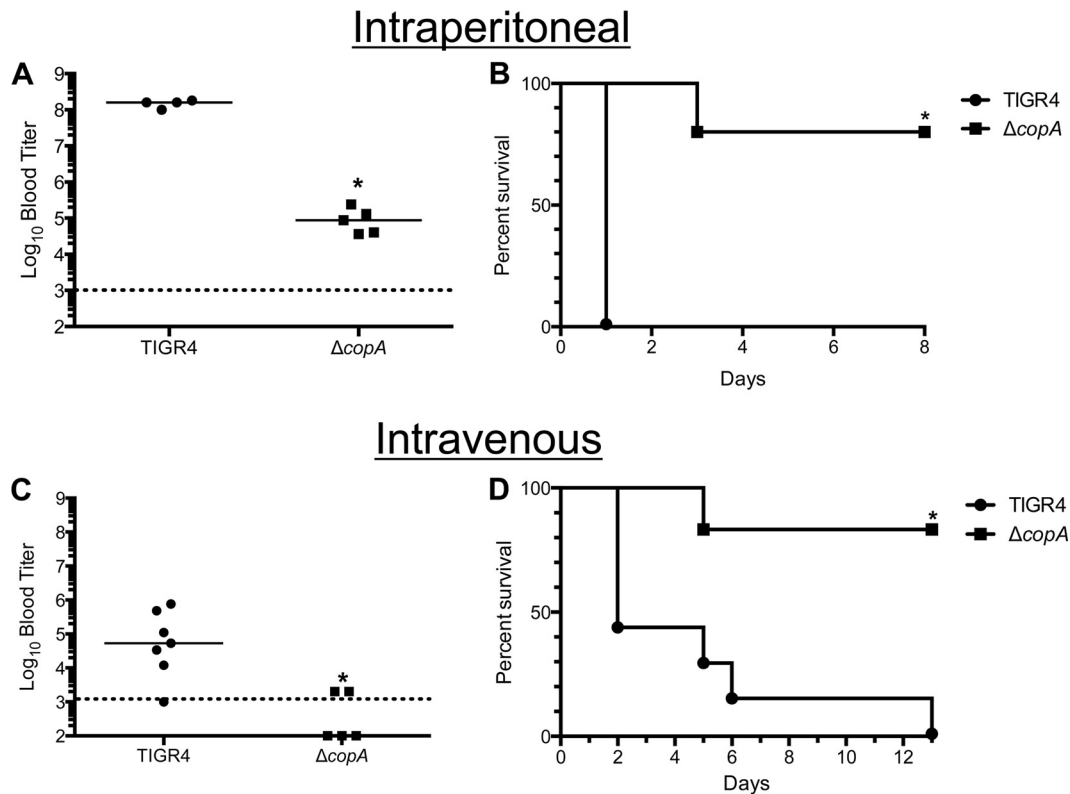 Intraperitoneal
A
9
8
7
6
5
4
3
2
Log10 Blood Titer
*
TIGR4
ΔcopA
B
100
50
0
Percent survival
*
0 2 4 6 8
Days
TIGR4
ΔcopA
Intravenous
C
9
8
7
6
5
4
3
2
Log10 Blood Titer
*
TIGR4
ΔcopA
D
100
50
0
Percent survival
*
0 2 4 6 8 10 12
Days
TIGR4
ΔcopA